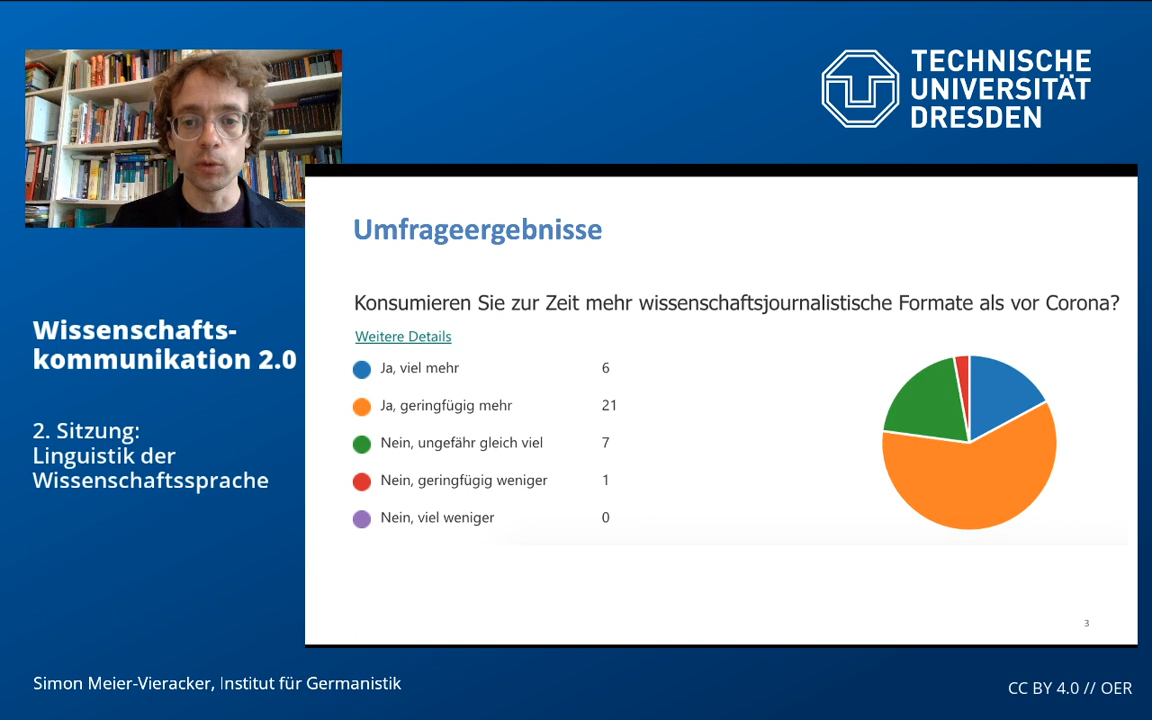 TECHNISCHE
UNIVERSITÄT
DRESDEN
Umfrageergebnisse
Konsumieren Sie zur Zeit mehr wissenschaftsjournalistische Formate als vor Corona?
Weitere Details
Ja, viel mehr 6
Ja, geringfügig mehr 21
Nein, ungefähr gleich viel 7
Nein, geringfügig weniger 1
Nein, viel weniger 0
3
Wissenschafts-
kommunikation 2.0
2. Sitzung:
Linguistik der
Wissenschaftssprache
Simon Meier-Vieracker, Institut für Germanistik
CC BY 4.0 // OER